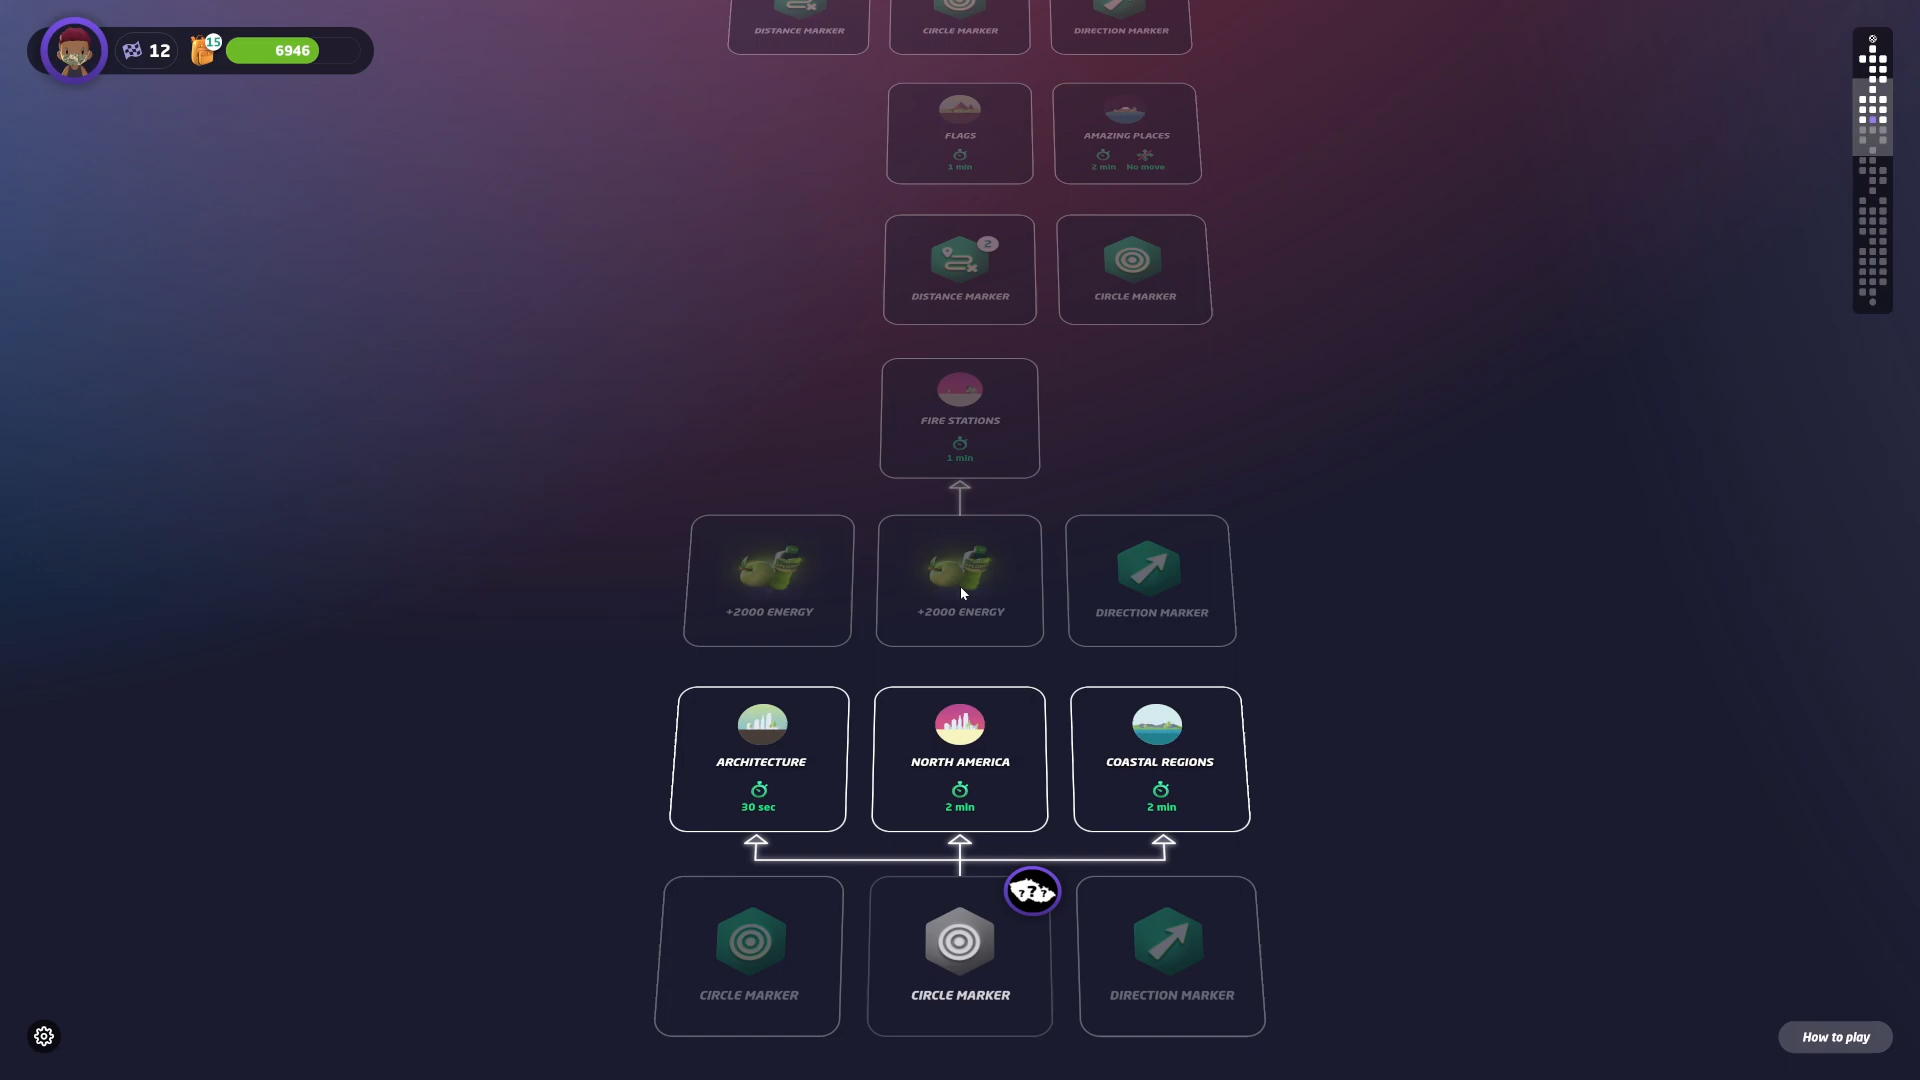 12
15
6946
DISTANCE MARKER
CIRCLE MARKER
DIRECTION MARKER
FLAGS
1 min
AMAZING PLACES
2 min
No move
2
DISTANCE MARKER
CIRCLE MARKER
FIRE STATIONS
1 min
+2000 ENERGY
+2000 ENERGY
DIRECTION MARKER
ARCHITECTURE
30 sec
NORTH AMERICA
2 min
COASTAL REGIONS
2 min
???
CIRCLE MARKER
CIRCLE MARKER
DIRECTION MARKER
How to play